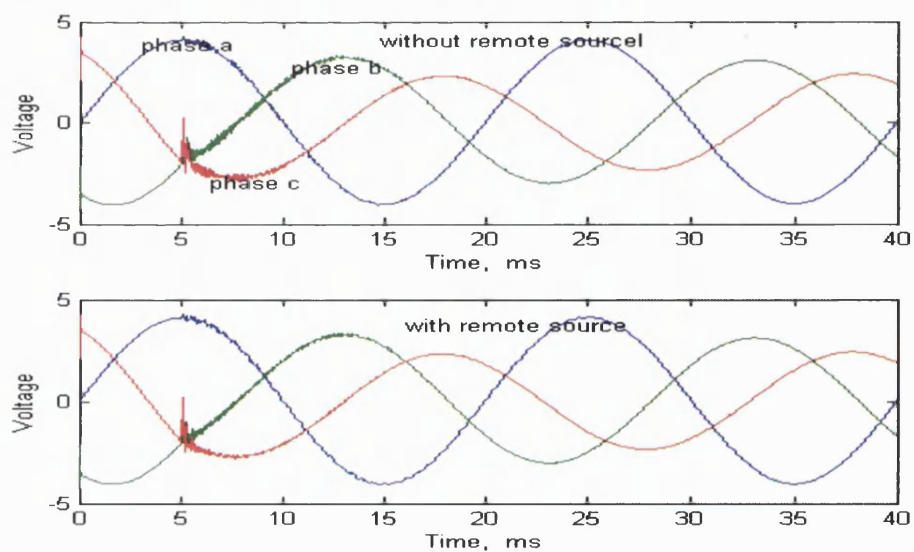 5
phase a
without remote sourcel
phase b
Voltage
0
phase c
-5
0 5 10 15 20 25 30 35 40
Time, ms
5
with remote source
Voltage
0
-5
0 5 10 15 20 25 30 35 40
Time, ms